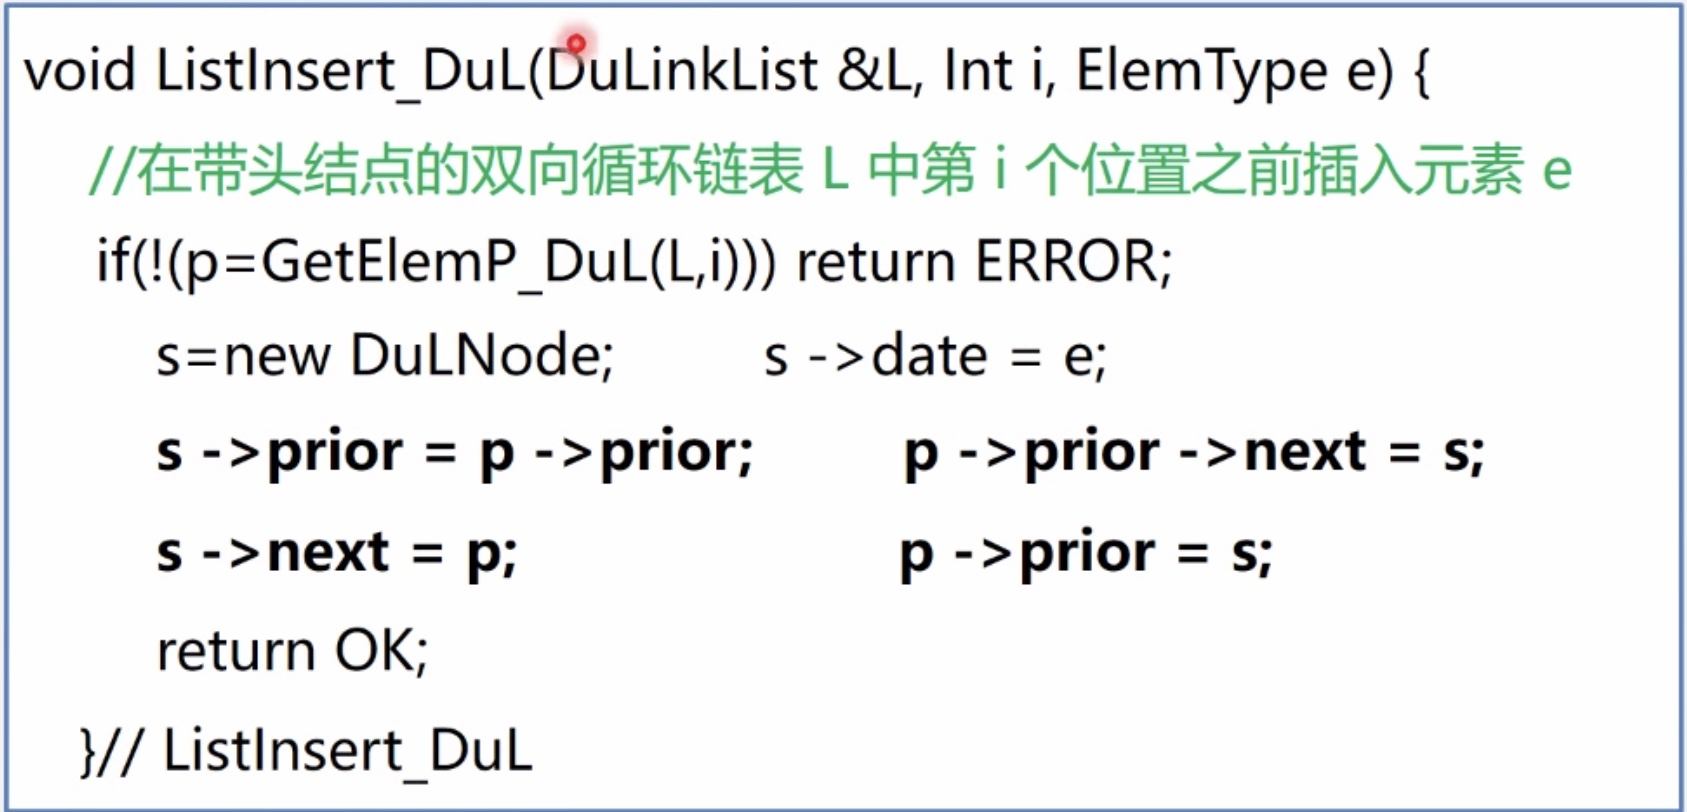 void ListInsert_DuL(DuLinkList &L, Int i, ElemType e) {
//在带头结点的双向循环链表 L 中第 i 个位置之前插入元素 e
if(!(p=GetElemP_DuL(L,i))) return ERROR;
s=new DuLNode; s ->date = e;
s ->prior = p ->prior; p ->prior ->next = s;
s ->next = p; p ->prior = s;
return OK;
}// ListInsert_DuL